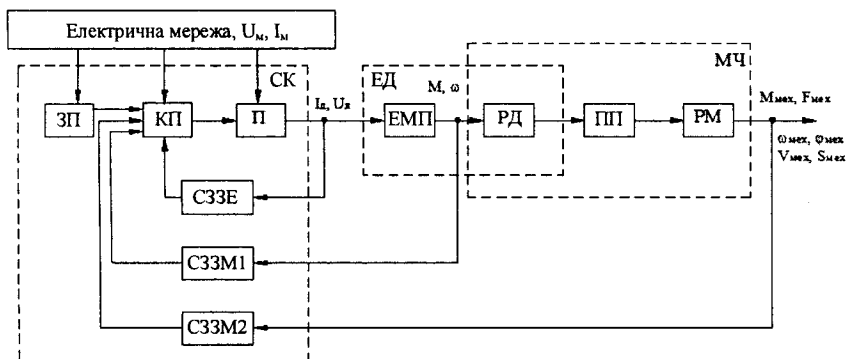 Електрична мережа, Uм, Iм
СК
ЕД
МЧ
ЗП
КП
П
Iд, Uд
ЕМП
М, ω
РД
ПП
РМ
Ммех, Fмех
ωмех, φмех
Vмех, Sмех
СЗЗЕ
СЗЗМ1
СЗЗМ2